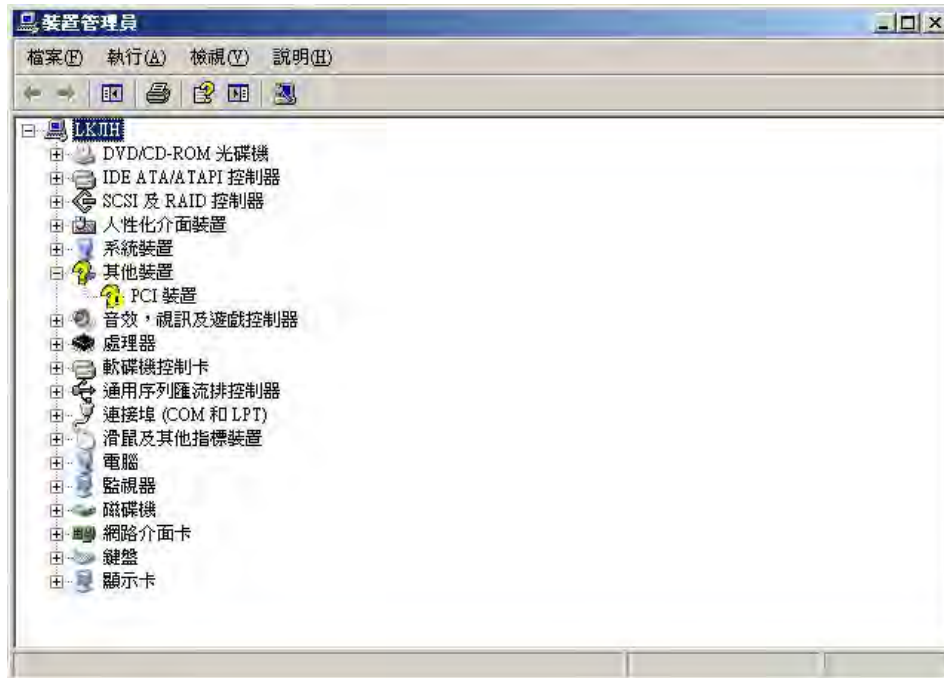 裝置管理員
檔案(F) 執行(A) 檢視(V) 說明(H)
LKJIH
DVD/CD-ROM 光碟機
IDE ATA/ATAPI 控制器
SCSI 及 RAID 控制器
人性化介面裝置
系統裝置
其他裝置
PCI 裝置
音效，視訊及遊戲控制器
處理器
軟碟機控制卡
通用序列匯流排控制器
連接埠 (COM 和 LPT)
滑鼠及其他指標裝置
電腦
監視器
磁碟機
網路介面卡
鍵盤
顯示卡